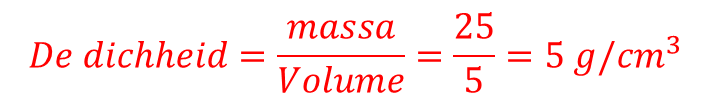 De dichheid = massa / Volume = 25 / 5 = 5 g/cm³